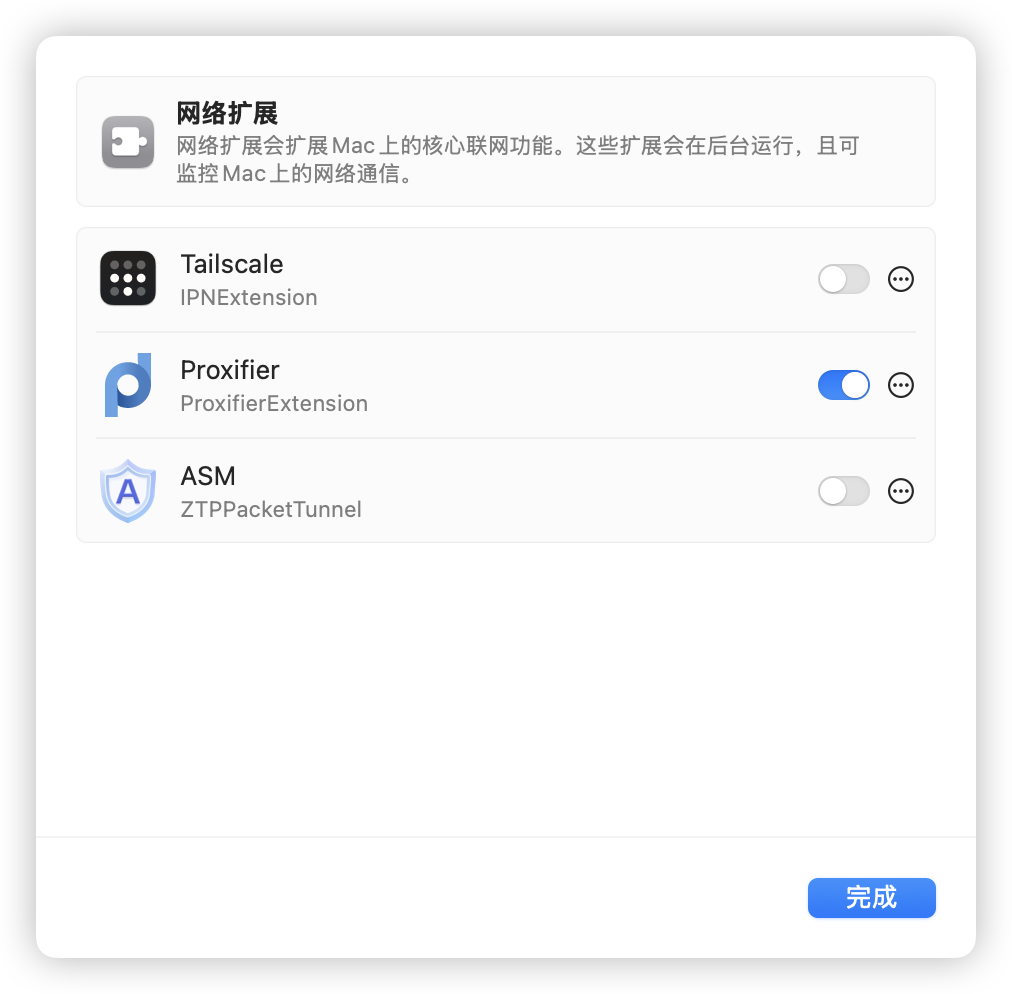 网络扩展
网络扩展会扩展 Mac 上的核心联网功能。这些扩展会在后台运行，且可
监控 Mac 上的网络通信。
Tailscale
IPNExtension
Proxifier
ProxifierExtension
A
ASM
ZTPPacketTunnel
完成